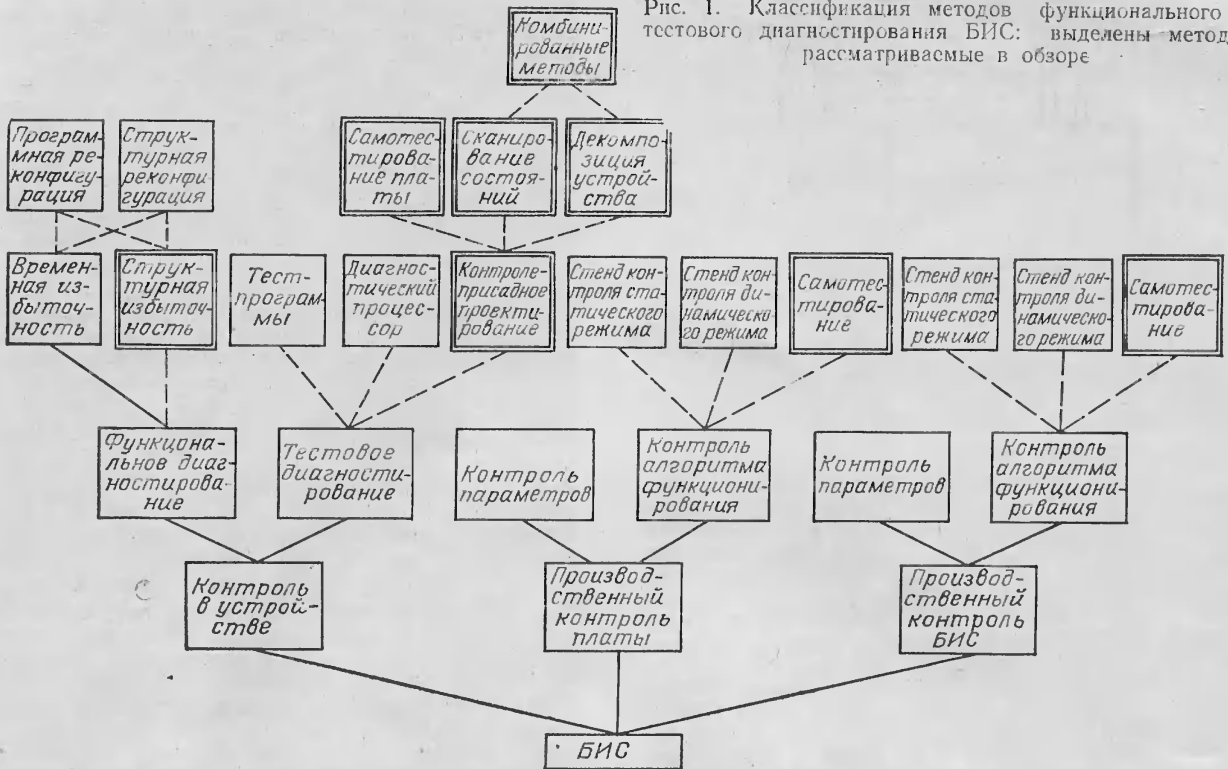 Рис. 1. Классификация методов функционального
тестового диагностирования БИС: выделены метод
рассматриваемые в обзоре
Комбини-
рованные
методы
Програм-
мная ре-
конфигу-
рация
Струк-
турная
реконфи-
гурация
Самотес-
тирова-
ние пла-
ты
Сканиро-
вание
состоя-
ний
Декомпо-
зиция
устрой-
ства
Времен-
ная из-
быточ-
ность
Струк-
турная
избыточ-
ность
Тест-
програм-
мы
Диагнос-
тический
процес-
сор
Контроле-
присадное
проекти-
рование
Стенд кон-
троля ста-
тического
режима
Стенд кон-
троля ди-
намическо-
го режима
Самотес-
тирова-
ние
Стенд кон-
троля ста-
тического
режима
Стенд кон-
троля ди-
намическо-
го режима
Самотес-
тирова-
ние
Функцио-
нальное диаг-
ностирова-
ние
Тестовое
диагности-
рование
Контроль
параметров
Контроль
алгоритма
функциони-
рования
Контроль
параметров
Контроль
алгоритма
функциони-
рования
Контроль
в устрой-
стве
Производ-
ственный
контроль
платы
Производ-
ственный
контроль
БИС
БИС